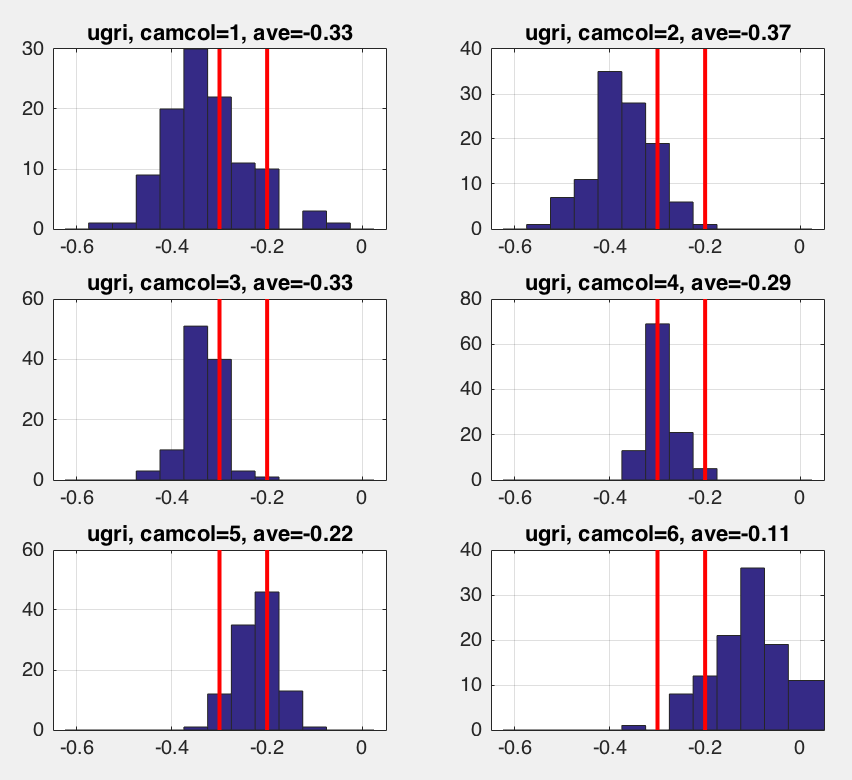 ugri, camcol=1, ave=-0.33
30
20
10
0
-0.6 -0.4 -0.2 0
ugri, camcol=2, ave=-0.37
40
30
20
10
0
-0.6 -0.4 -0.2 0
ugri, camcol=3, ave=-0.33
60
40
20
0
-0.6 -0.4 -0.2 0
ugri, camcol=4, ave=-0.29
80
60
40
20
0
-0.6 -0.4 -0.2 0
ugri, camcol=5, ave=-0.22
60
40
20
0
-0.6 -0.4 -0.2 0
ugri, camcol=6, ave=-0.11
40
30
20
10
0
-0.6 -0.4 -0.2 0